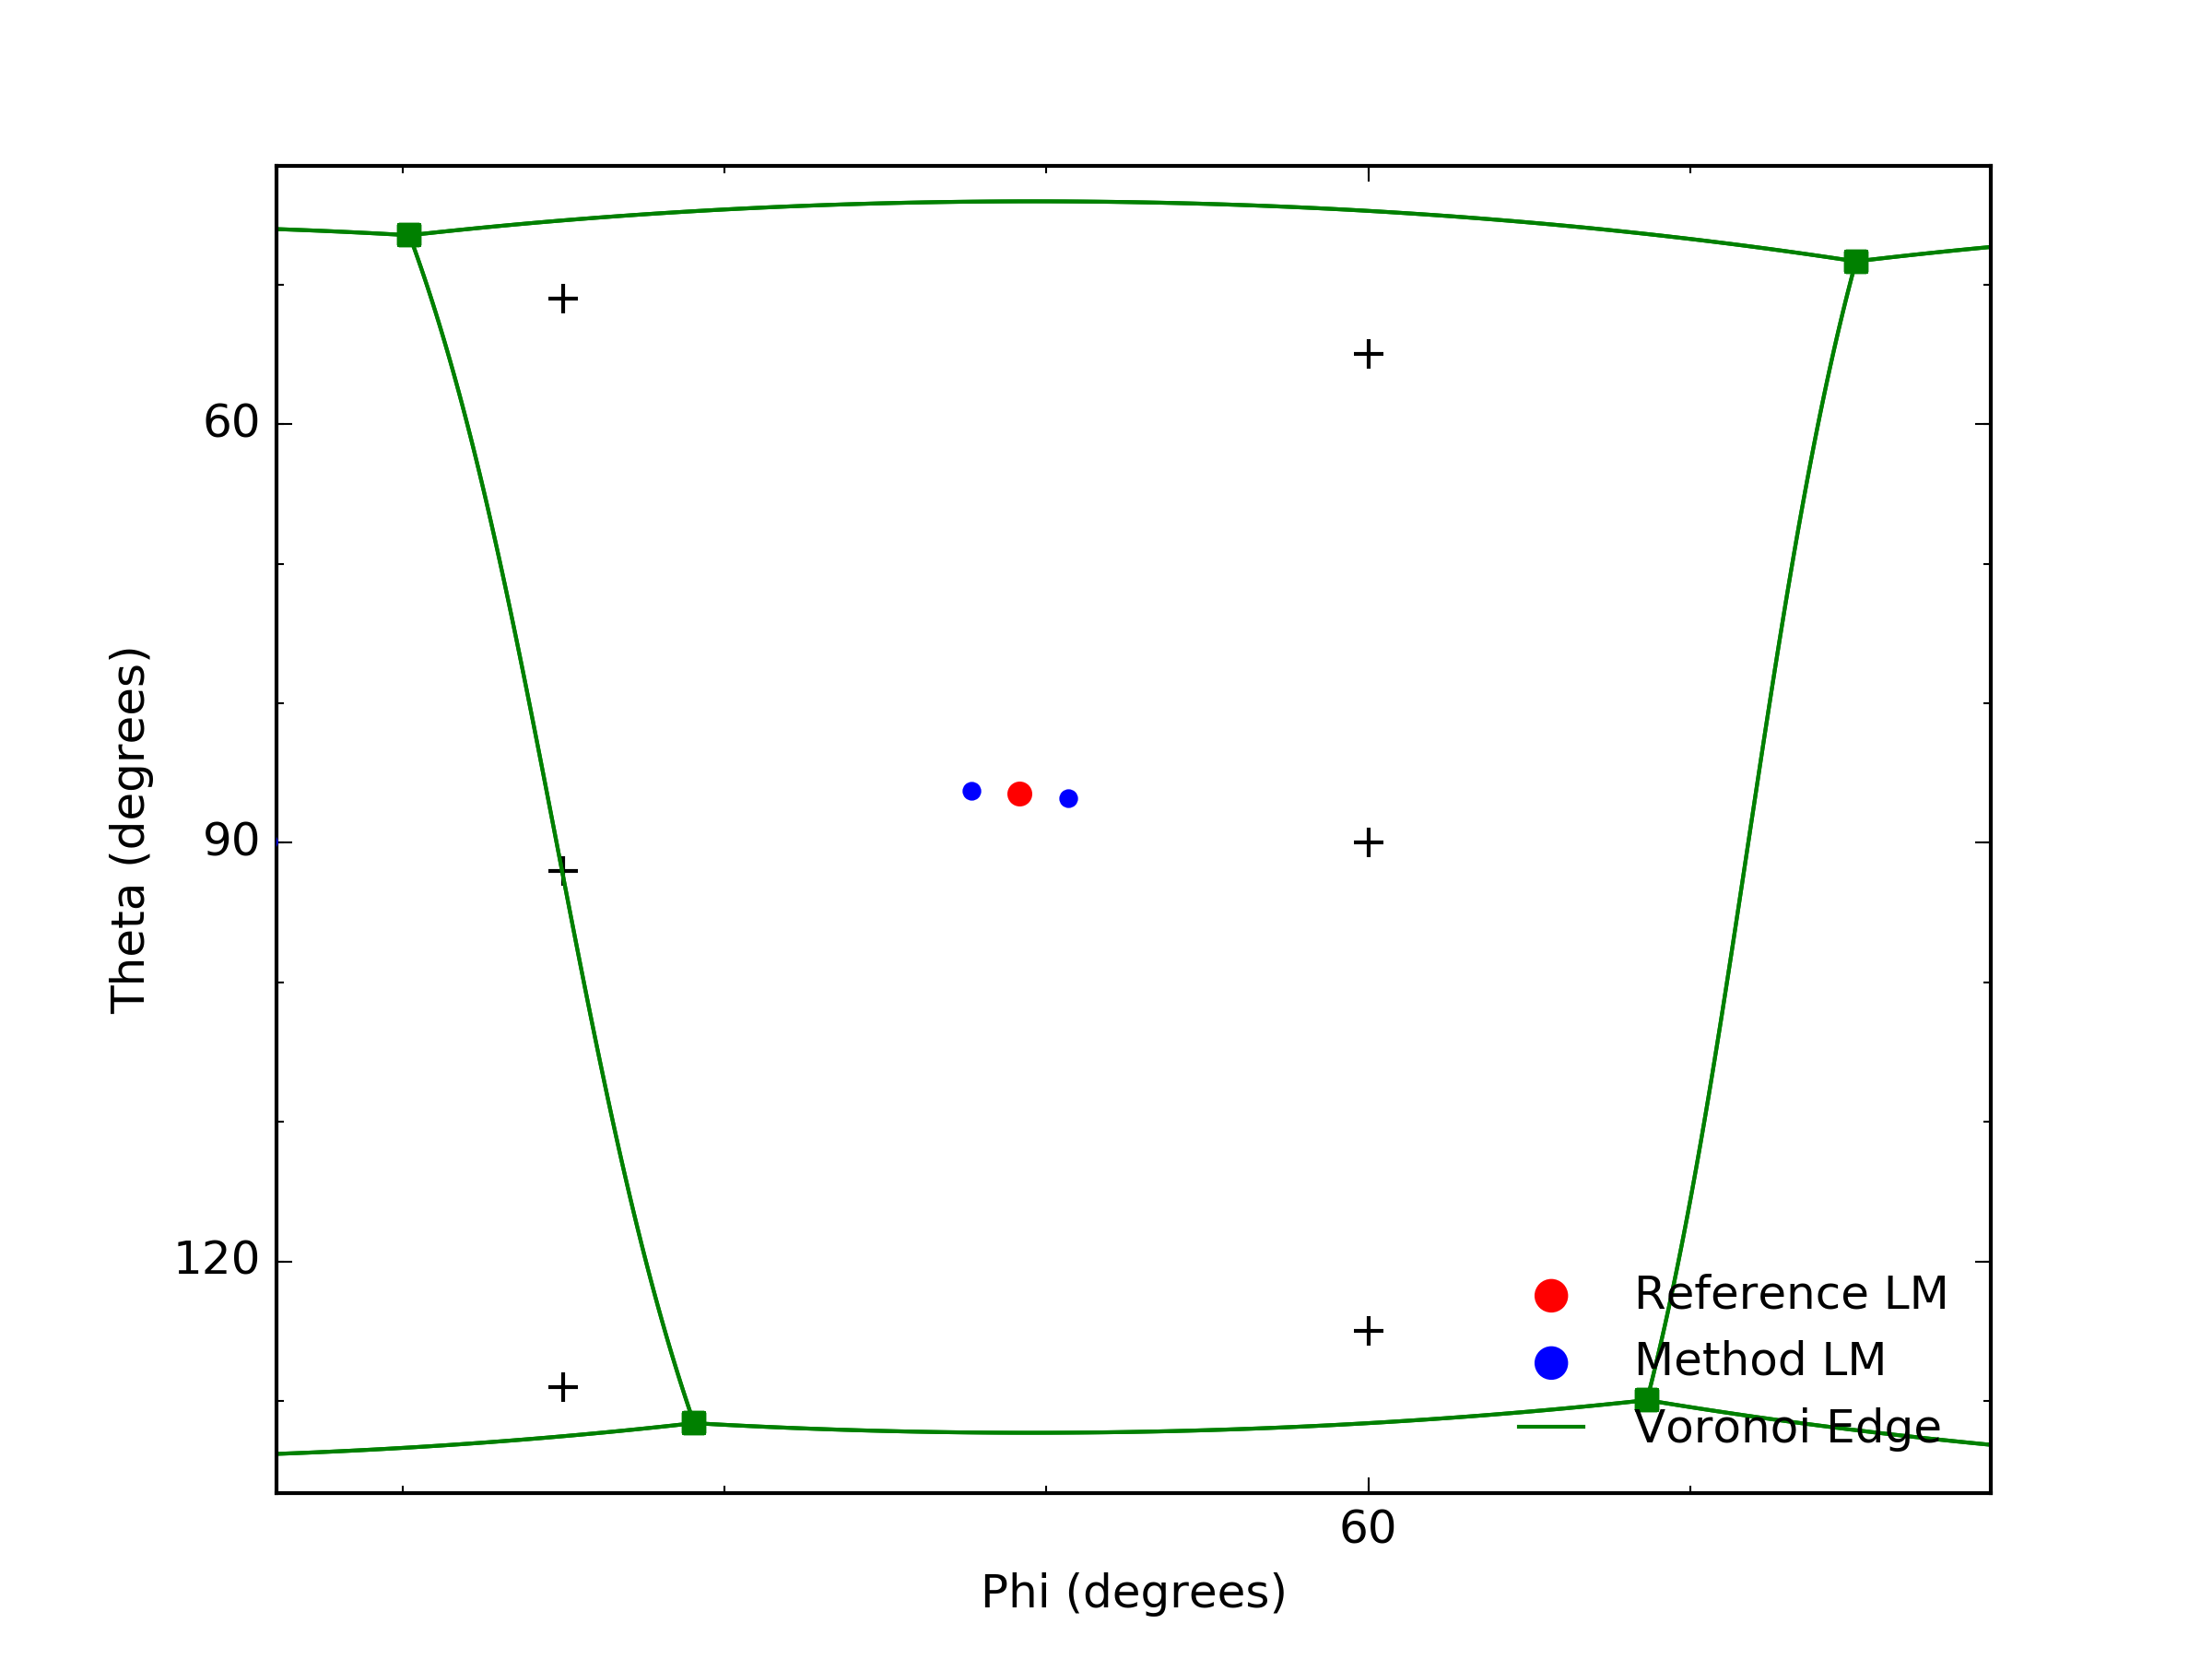 60
90
120
Theta (degrees)
Reference LM
Method LM
Voronoi Edge
60
Phi (degrees)